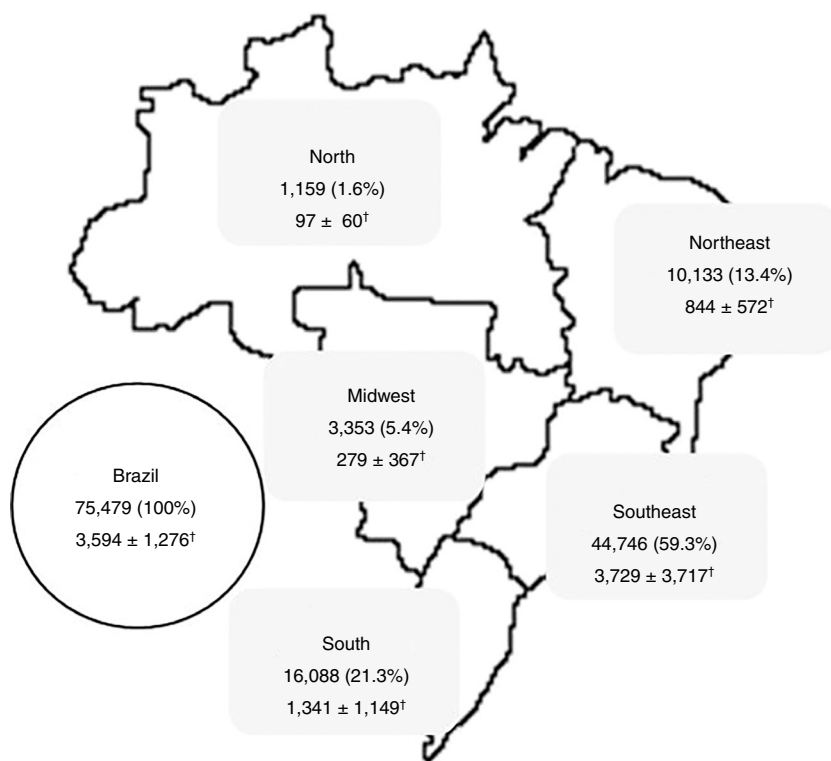 North
1,159 (1.6%)
97 ± 60†
Northeast
10,133 (13.4%)
844 ± 572†
Midwest
3,353 (5.4%)
279 ± 367†
Brazil
75,479 (100%)
3,594 ± 1,276†
Southeast
44,746 (59.3%)
3,729 ± 3,717†
South
16,088 (21.3%)
1,341 ± 1,149†